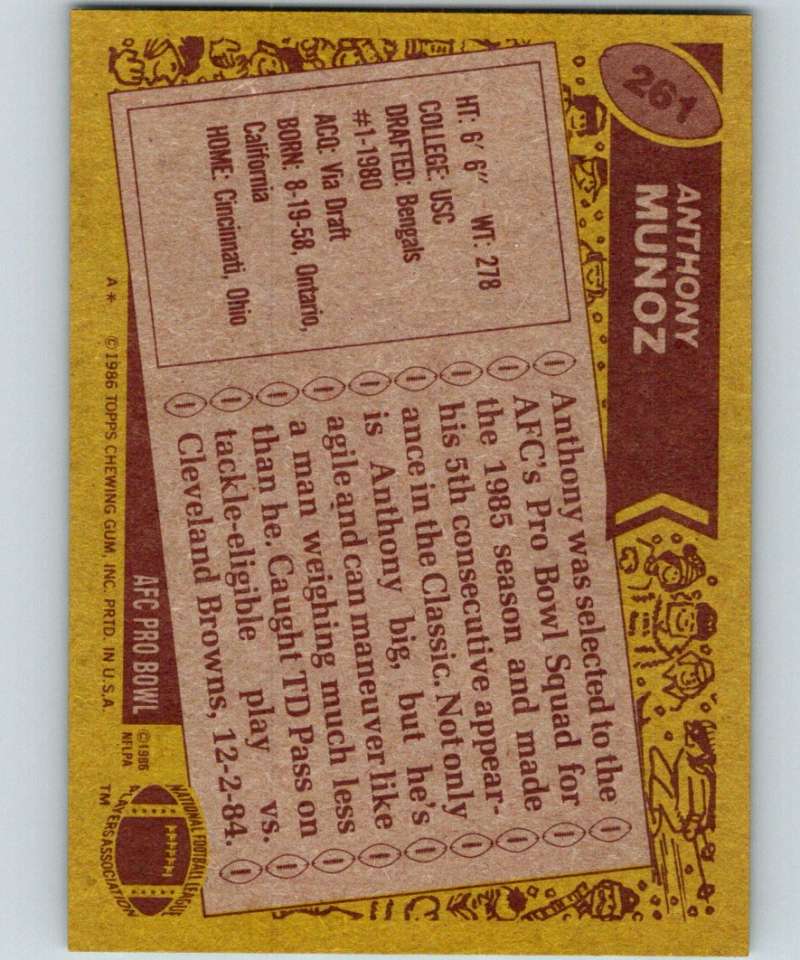 261
ANTHONY
MUNOZ
HT: 6' 6" WT: 278
COLLEGE: USC
DRAFTED: Bengals
#1-1980
ACQ: Via Draft
BORN: 8-19-58, Ontario,
California
HOME: Cincinnati, Ohio
Anthony was selected to the
AFC's Pro Bowl Squad for
the 1985 season and made
his 5th consecutive appear-
ance in the Classic. Not only
is Anthony big, but he's
agile and can maneuver like
a man weighing much less
than he. Caught TD Pass on
tackle-eligible play vs.
Cleveland Browns, 12-2-84.
AFC PRO BOWL
©1986
NFLPA
A* ©1986 TOPPS CHEWING GUM, INC. PRTD. IN U.S.A.
NATIONAL FOOTBALL LEAGUE
PLAYERS
PLAYERS ASSOCIATION
TM